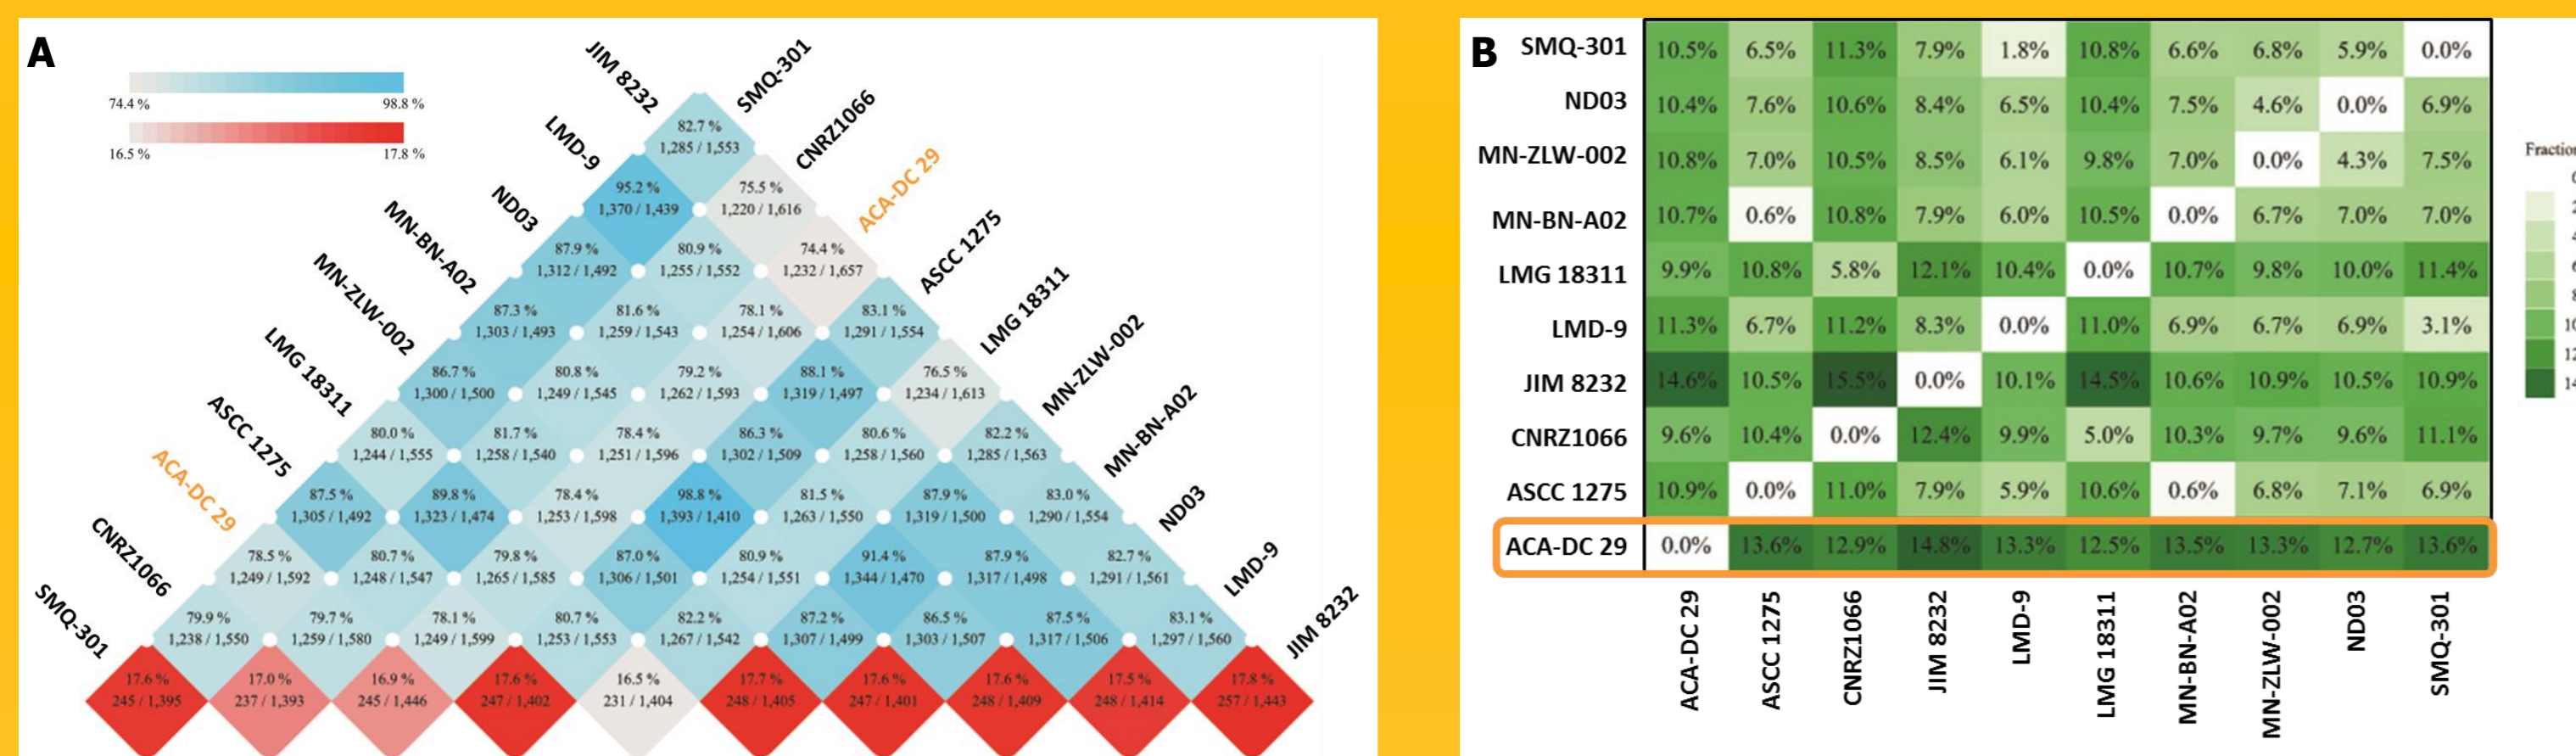 A
74.4 %
98.8 %
16.5 %
17.8 %
JIM 8232
LMD-9
ND03
MN-BN-A02
MN-ZLW-002
LMG 18311
ASCC 1275
ACA-DC 29
CNRZ1066
SMQ-301
SMQ-301
CNRZ1066
ACA-DC 29
ASCC 1275
LMG 18311
MN-ZLW-002
MN-BN-A02
ND03
LMD-9
JIM 8232
82.7 %
1,285 / 1,553
95.2 % 75.5 %
1,370 / 1,439 1,220 / 1,616
87.9 % 80.9 % 74.4 %
1,312 / 1,492 1,255 / 1,552 1,232 / 1,657
87.3 % 81.6 % 78.1 % 83.1 %
1,303 / 1,493 1,259 / 1,543 1,254 / 1,606 1,291 / 1,554
86.7 % 80.8 % 79.2 % 88.1 % 76.5 %
1,300 / 1,500 1,249 / 1,545 1,262 / 1,593 1,319 / 1,497 1,234 / 1,613
80.0 % 81.7 % 78.4 % 86.3 % 80.6 % 82.2 %
1,244 / 1,555 1,258 / 1,540 1,251 / 1,596 1,302 / 1,509 1,258 / 1,560 1,285 / 1,563
87.5 % 89.8 % 78.4 % 98.8 % 81.5 % 87.9 % 83.0 %
1,305 / 1,492 1,323 / 1,474 1,253 / 1,598 1,393 / 1,410 1,263 / 1,550 1,319 / 1,500 1,290 / 1,554
78.5 % 80.7 % 79.8 % 87.0 % 80.9 % 91.4 % 87.9 % 82.7 %
1,249 / 1,592 1,248 / 1,547 1,265 / 1,585 1,306 / 1,501 1,254 / 1,551 1,344 / 1,470 1,317 / 1,498 1,291 / 1,561
79.9 % 79.7 % 78.1 % 80.7 % 82.2 % 87.2 % 86.5 % 87.5 % 83.1 %
1,238 / 1,550 1,259 / 1,580 1,249 / 1,599 1,253 / 1,553 1,267 / 1,542 1,307 / 1,499 1,303 / 1,507 1,317 / 1,506 1,297 / 1,560
17.6 % 17.0 % 16.9 % 17.6 % 16.5 % 17.7 % 17.6 % 17.6 % 17.5 % 17.8 %
245 / 1,395 237 / 1,393 245 / 1,446 247 / 1,402 231 / 1,404 248 / 1,405 247 / 1,401 248 / 1,409 248 / 1,414 257 / 1,443
B
SMQ-301 10.5% 6.5% 11.3% 7.9% 1.8% 10.8% 6.6% 6.8% 5.9% 0.0%
ND03 10.4% 7.6% 10.6% 8.4% 6.5% 10.4% 7.5% 4.6% 0.0% 6.9%
MN-ZLW-002 10.8% 7.0% 10.5% 8.5% 6.1% 9.8% 7.0% 0.0% 4.3% 7.5%
MN-BN-A02 10.7% 0.6% 10.8% 7.9% 6.0% 10.5% 0.0% 6.7% 7.0% 7.0%
LMG 18311 9.9% 10.8% 5.8% 12.1% 10.4% 0.0% 10.7% 9.8% 10.0% 11.4%
LMD-9 11.3% 6.7% 11.2% 8.3% 0.0% 11.0% 6.9% 6.7% 6.9% 3.1%
JIM 8232 14.6% 10.5% 15.5% 0.0% 10.1% 14.5% 10.6% 10.9% 10.5% 10.9%
CNRZ1066 9.6% 10.4% 0.0% 12.4% 9.9% 5.0% 10.3% 9.7% 9.6% 11.1%
ASCC 1275 10.9% 0.0% 11.0% 7.9% 5.9% 10.6% 0.6% 6.8% 7.1% 6.9%
ACA-DC 29 0.0% 13.6% 12.9% 14.8% 13.3% 12.5% 13.5% 13.3% 12.7% 13.6%
ACA-DC 29
ASCC 1275
CNRZ1066
JIM 8232
LMD-9
LMG 18311
MN-BN-A02
MN-ZLW-002
ND03
SMQ-301